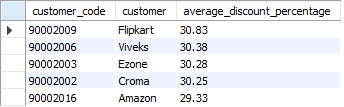 customer_code customer average_discount_percentage
90002009 Flipkart 30.83
90002006 Viveks 30.38
90002003 Ezone 30.28
90002002 Croma 30.25
90002016 Amazon 29.33